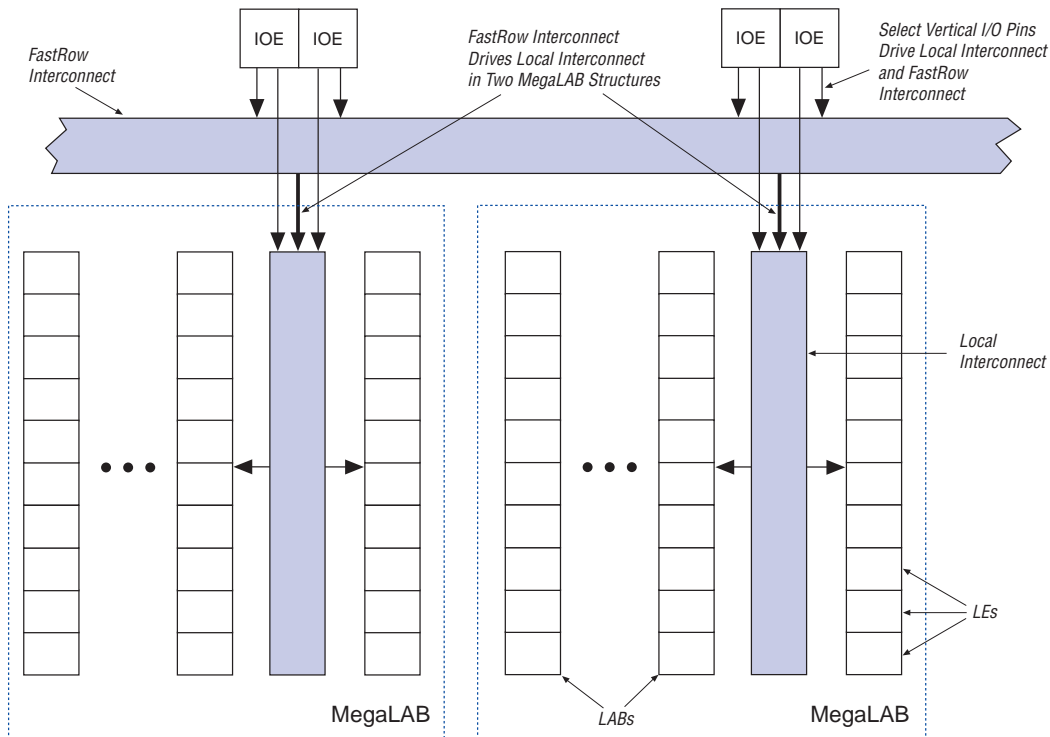 FastRow
Interconnect
IOE IOE
FastRow Interconnect
Drives Local Interconnect
in Two MegaLAB Structures
IOE IOE
Select Vertical I/O Pins
Drive Local Interconnect
and FastRow
Interconnect
Local
Interconnect
LEs
LABs
MegaLAB
MegaLAB